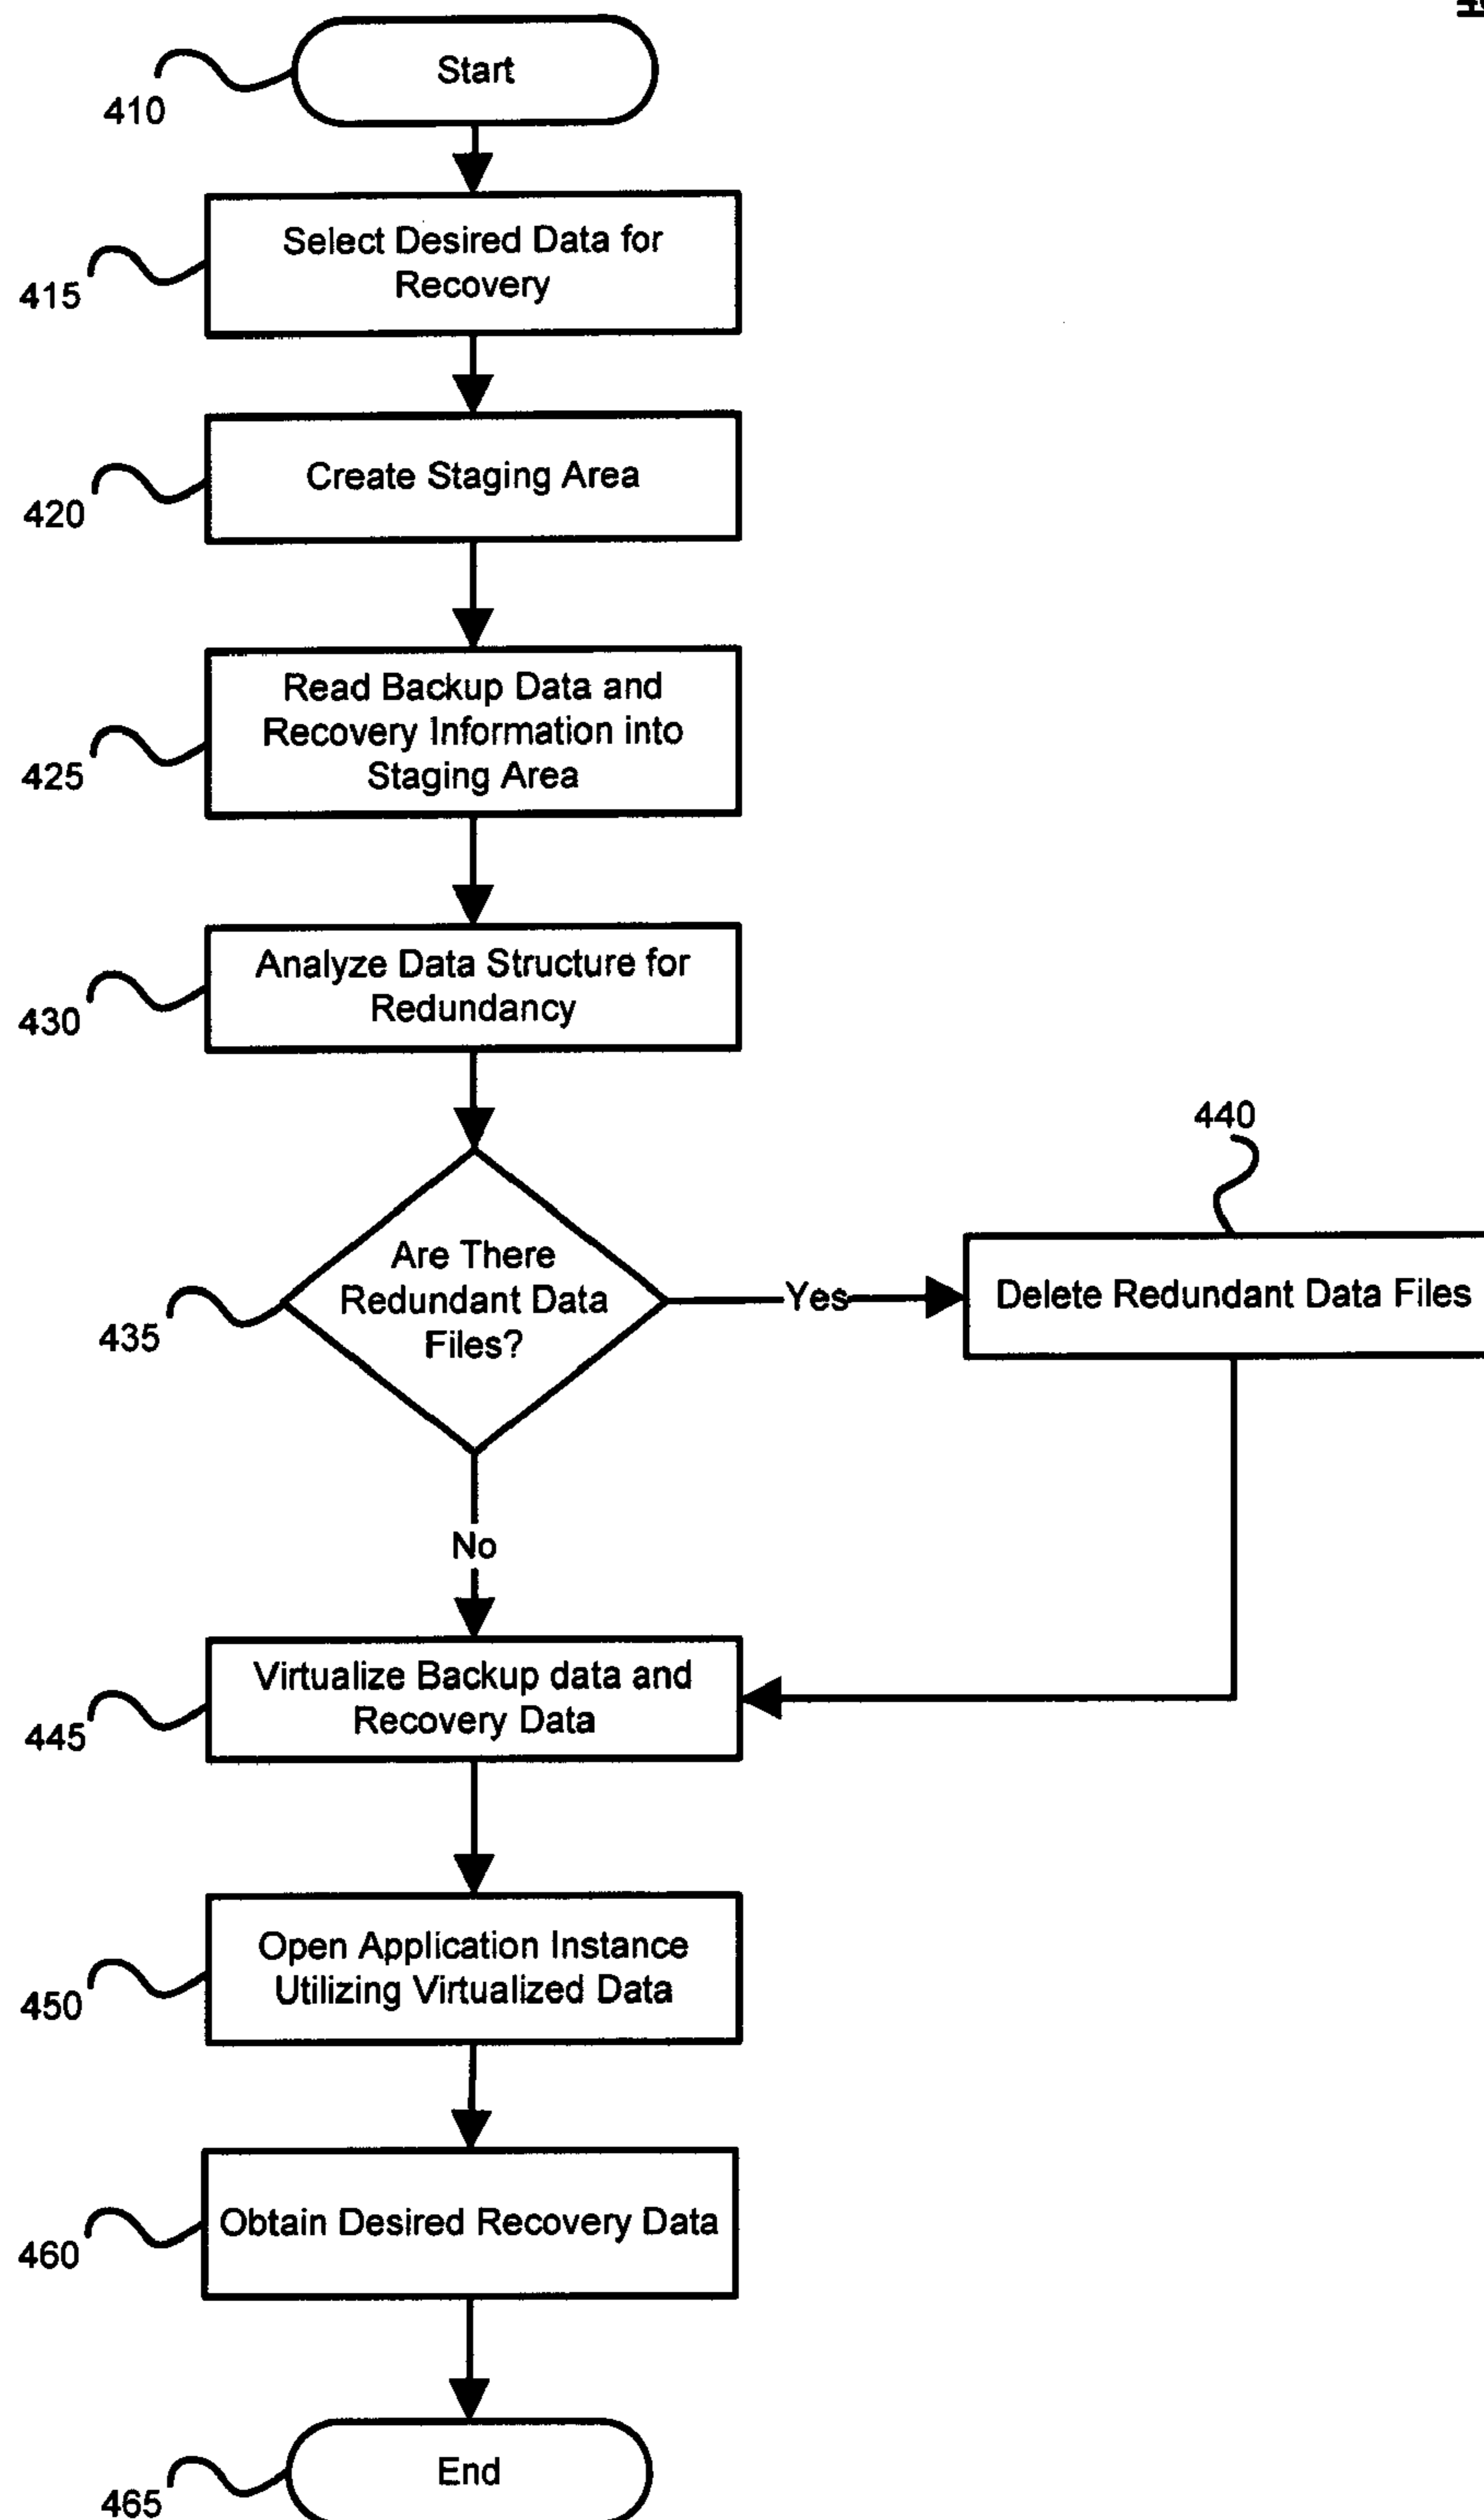 Start
410
Select Desired Data for
Recovery
415
Create Staging Area
420
Read Backup Data and
Recovery Information into
Staging Area
425
Analyze Data Structure for
Redundancy
430
440
Are There
Redundant Data
Files?
Yes
Delete Redundant Data Files
435
No
Virtualize Backup data and
Recovery Data
445
Open Application Instance
Utilizing Virtualized Data
450
Obtain Desired Recovery Data
460
End
465